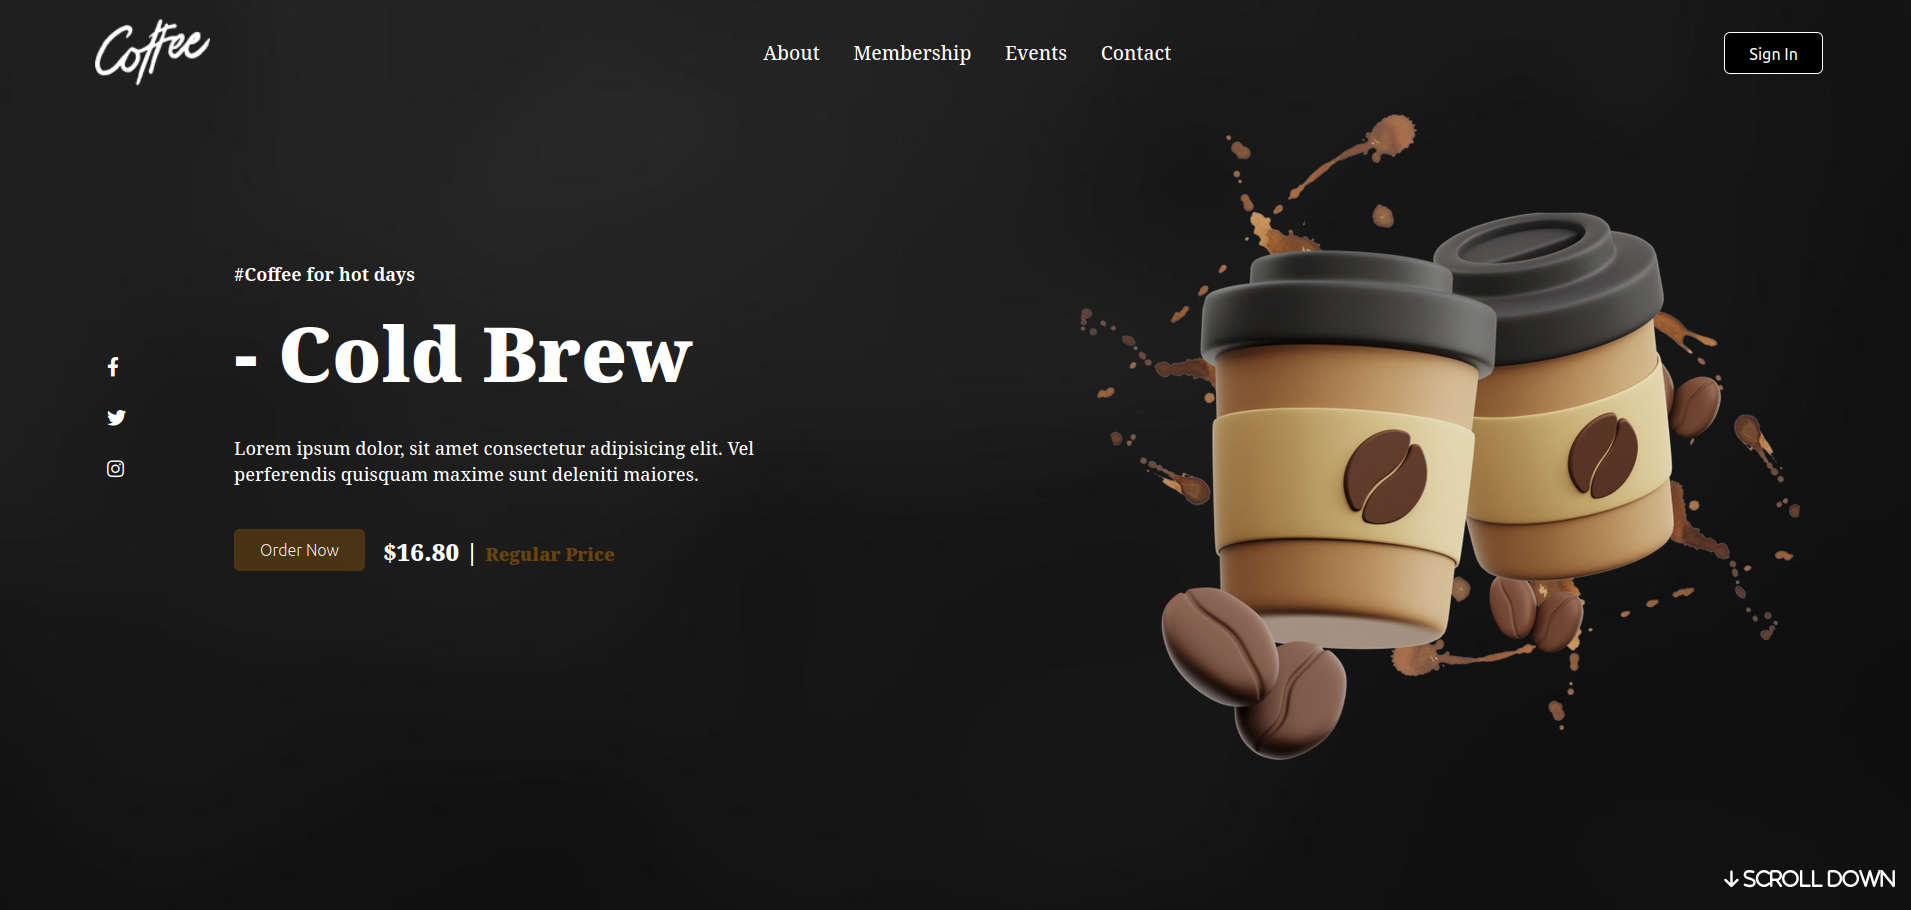 Coffee
About Membership Events Contact
Sign In
#Coffee for hot days
- Cold Brew
Lorem ipsum dolor, sit amet consectetur adipisicing elit. Vel
perferendis quisquam maxime sunt deleniti maiores.
Order Now
$16.80 | Regular Price
SCROLL DOWN